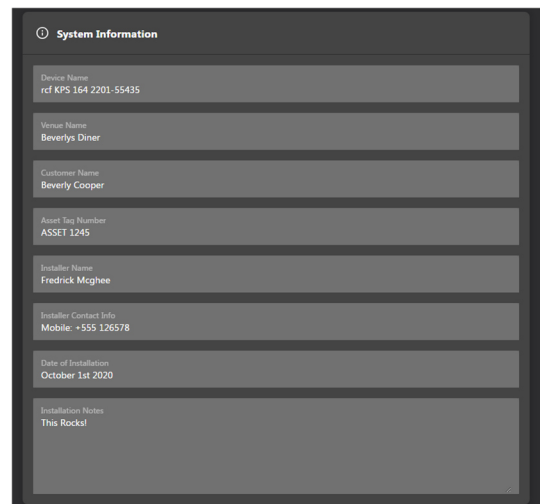 System Information
Device Name
rcf KPS 164 2201-55435
Venue Name
Beverlys Diner
Customer Name
Beverly Cooper
Asset Tag Number
ASSET 1245
Installer Name
Fredrick Mcghee
Installer Contact Info
Mobile: +555 126578
Date of Installation
October 1st 2020
Installation Notes
This Rocks!